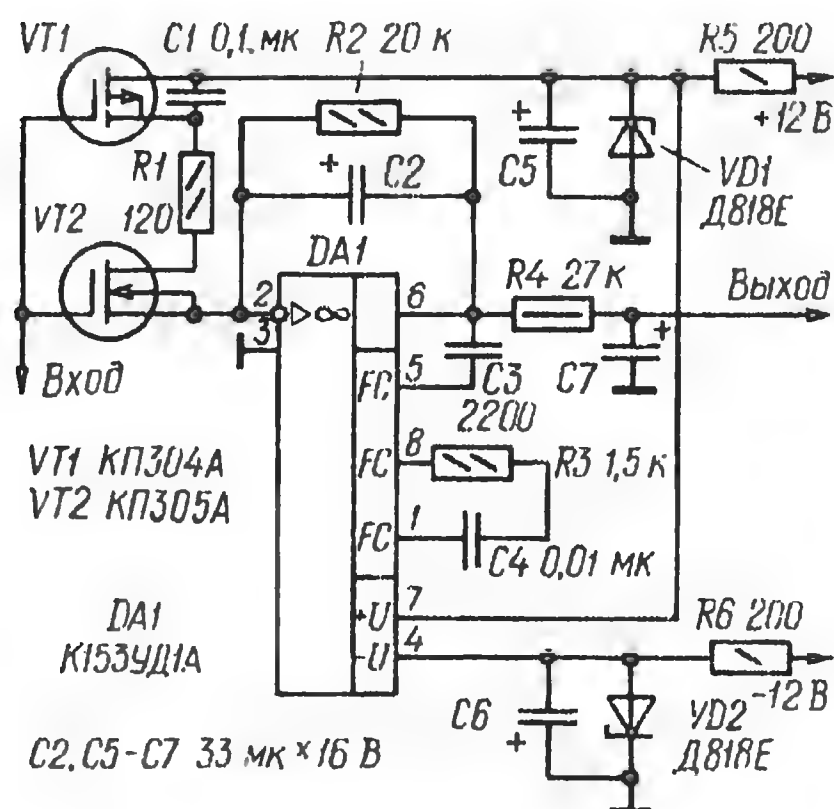 VT1
C1 0,1 мк
R2 20 к
R5 200
+12 В
+
C2
+
C5
VD1
Д818Е
R1
120
VT2
DA1
2
3
▷ ∞
6
R4 27 к
Выход
+
C7
Вход
5
FC
C3
2200
8
FC
R3 1,5 к
1
FC
C4 0,01 мк
VT1 КП304А
VT2 КП305А
DA1
К153УД1А
7
+U
4
-U
R6 200
-12 В
C6
+
VD2
Д818Е
C2, C5-C7 33 мк × 16 В